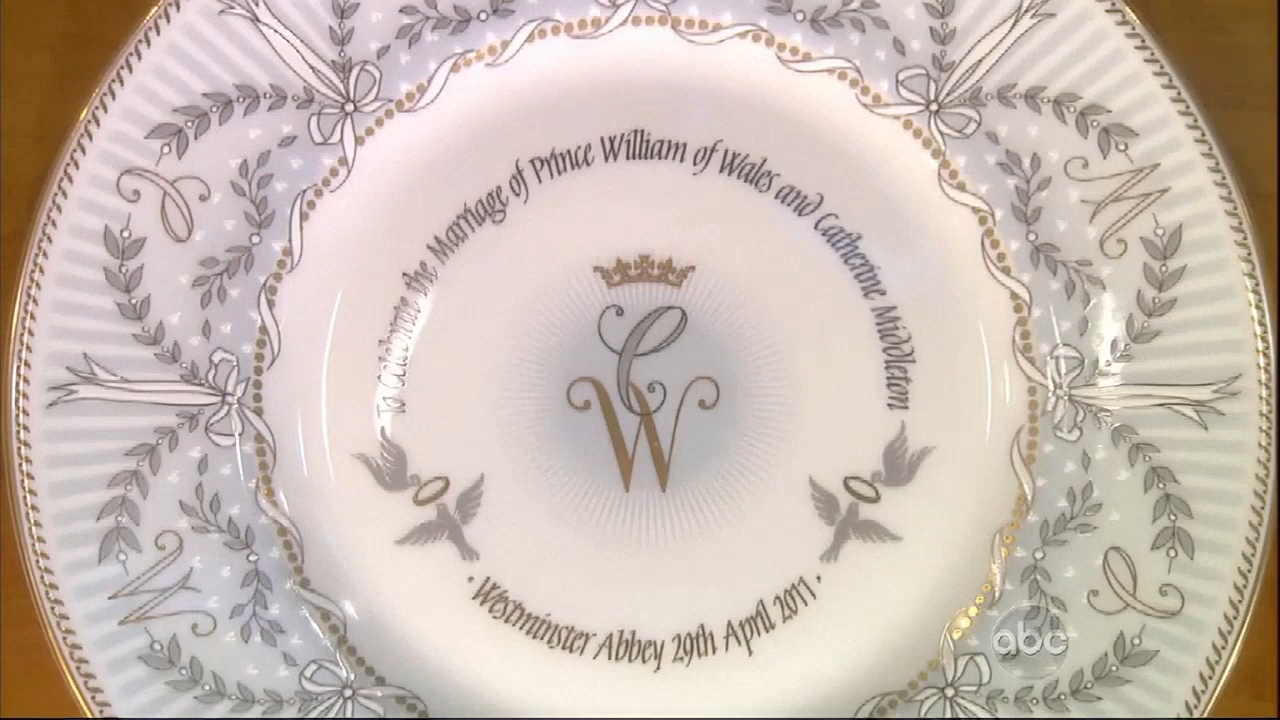 To Celebrate the Marriage of Prince William of Wales and Catherine Middleton
C
W
· Westminster Abbey 29th April 2011 ·
C
W
W
C
abc